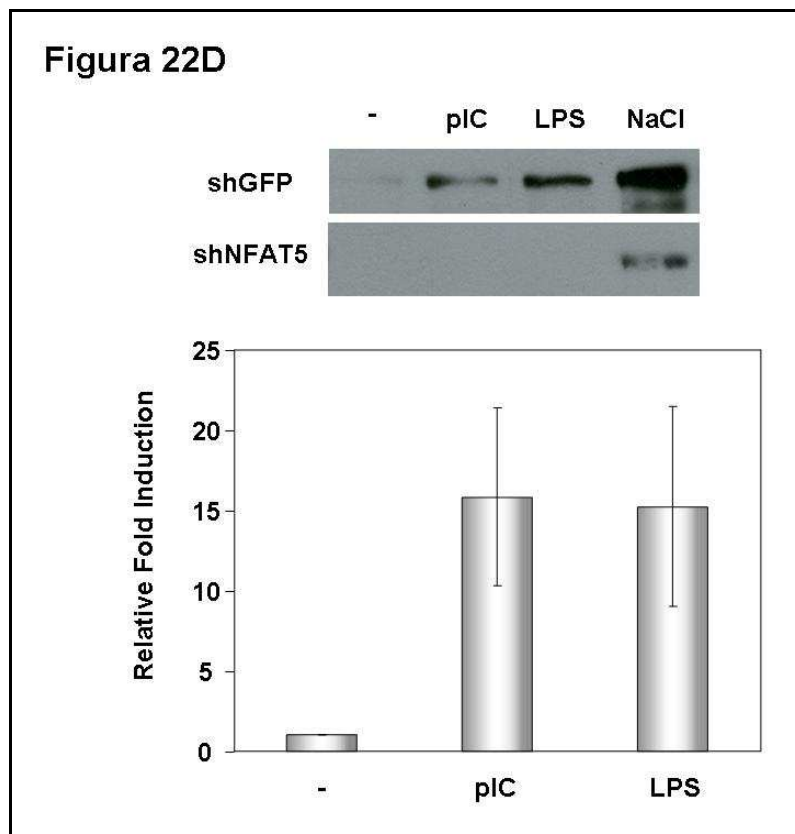 Figura 22D
- pIC LPS NaCl
shGFP
shNFAT5
25
20
15
10
5
0
Relative Fold Induction
- pIC LPS